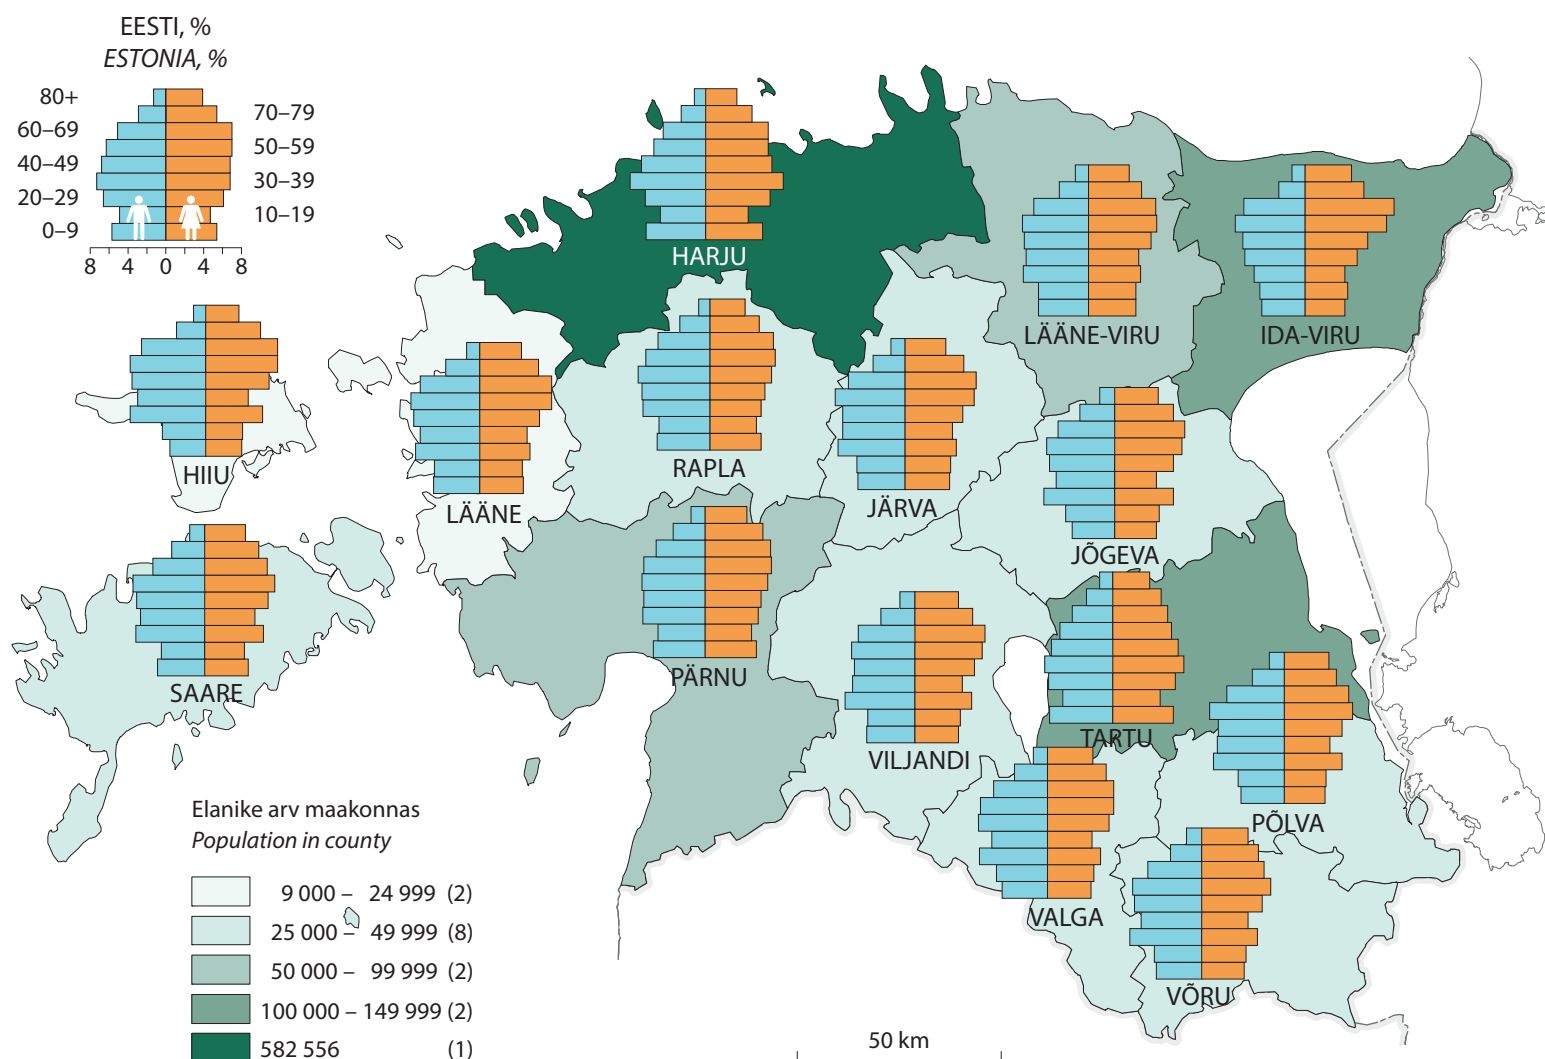 EESTI, %
ESTONIA, %
80+
70–79
60–69
50–59
40–49
30–39
20–29
10–19
0–9
8 4 0 4 8
HARJU
LÄÄNE-VIRU
IDA-VIRU
HIIU
LÄÄNE
RAPLA
JÄRVA
JÕGEVA
SAARE
PÄRNU
VILJANDI
TARTU
PÕLVA
VALGA
VÕRU
Elanike arv maakonnas
Population in county
9 000 – 24 999 (2)
25 000 – 49 999 (8)
50 000 – 99 999 (2)
100 000 – 149 999 (2)
582 556 (1)
50 km